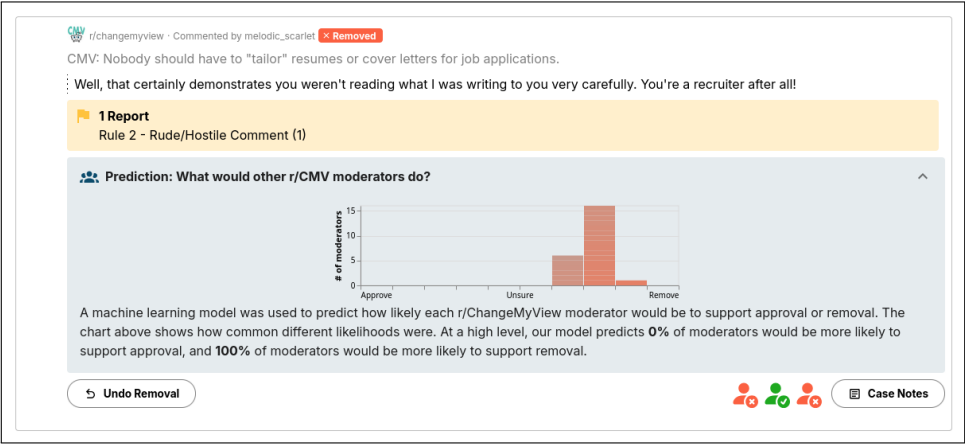 CMV
r/changemyview · Commented by melodic_scarlet × Removed
CMV: Nobody should have to "tailor" resumes or cover letters for job applications.
Well, that certainly demonstrates you weren't reading what I was writing to you very carefully. You're a recruiter after all!
1 Report
Rule 2 - Rude/Hostile Comment (1)
Prediction: What would other r/CMV moderators do?
# of moderators
15
10
5
0
Approve Unsure Remove
A machine learning model was used to predict how likely each r/ChangeMyView moderator would be to support approval or removal. The
chart above shows how common different likelihoods were. At a high level, our model predicts 0% of moderators would be more likely to
support approval, and 100% of moderators would be more likely to support removal.
Undo Removal Case Notes